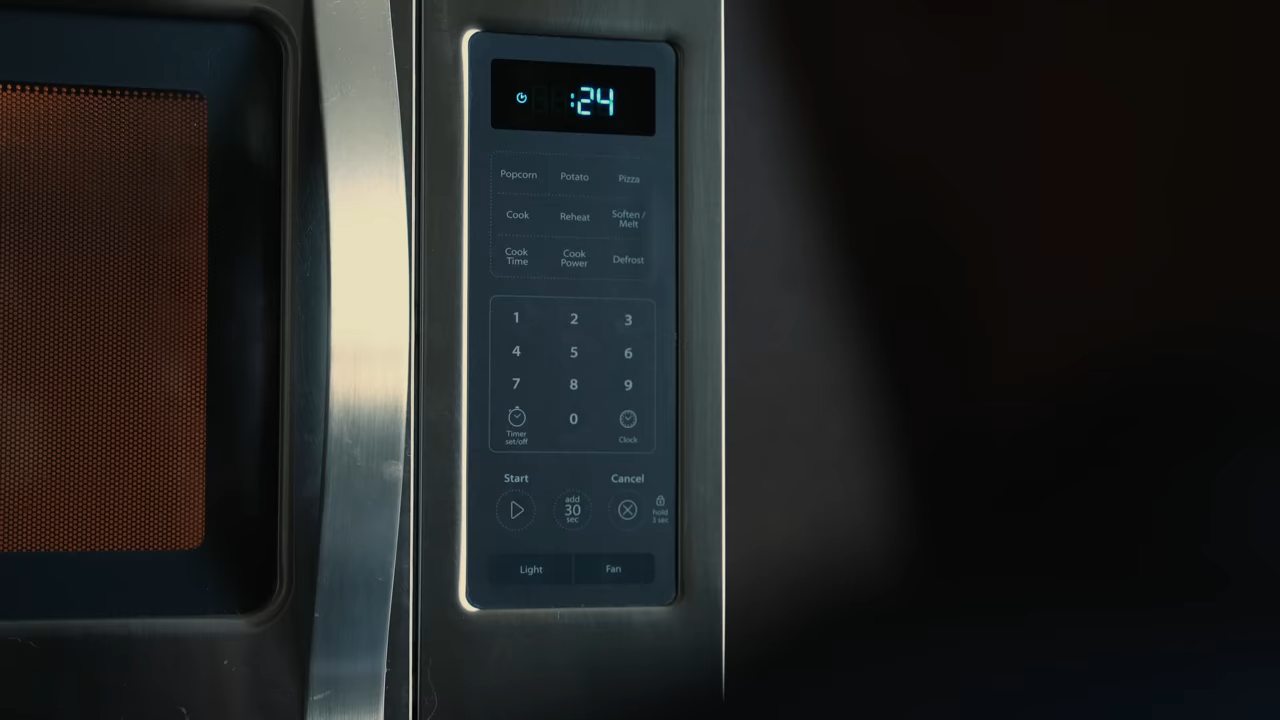 :24
Popcorn Potato Pizza
Cook Reheat Soften /
Melt
Cook Cook Defrost
Time Power
1 2 3
4 5 6
7 8 9
0
Timer Clock
set/off
Start Cancel
add
30
sec
hold
3 sec
Light Fan